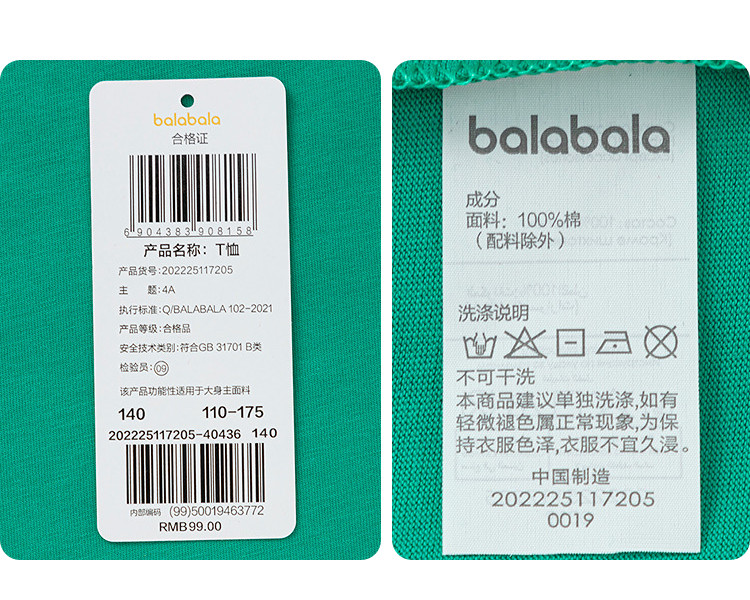 balabala
合格证
6 904383 908158
产品名称：T恤
产品货号:202225117205
主 题:4A
执行标准:Q/BALABALA 102-2021
产品等级:合格品
安全技术类别:符合GB 31701 B类
检验员:09
该产品功能性适用于大身主面料
140 110-175
202225117205-40436 140
内部编码 (99)50019463772
RMB99.00
balabala
成分
面料：100%棉
（配料除外）
洗涤说明
不可干洗
本商品建议单独洗涤,如有
轻微褪色属正常现象,为保
持衣服色泽,衣服不宜久浸。
中国制造
202225117205
0019